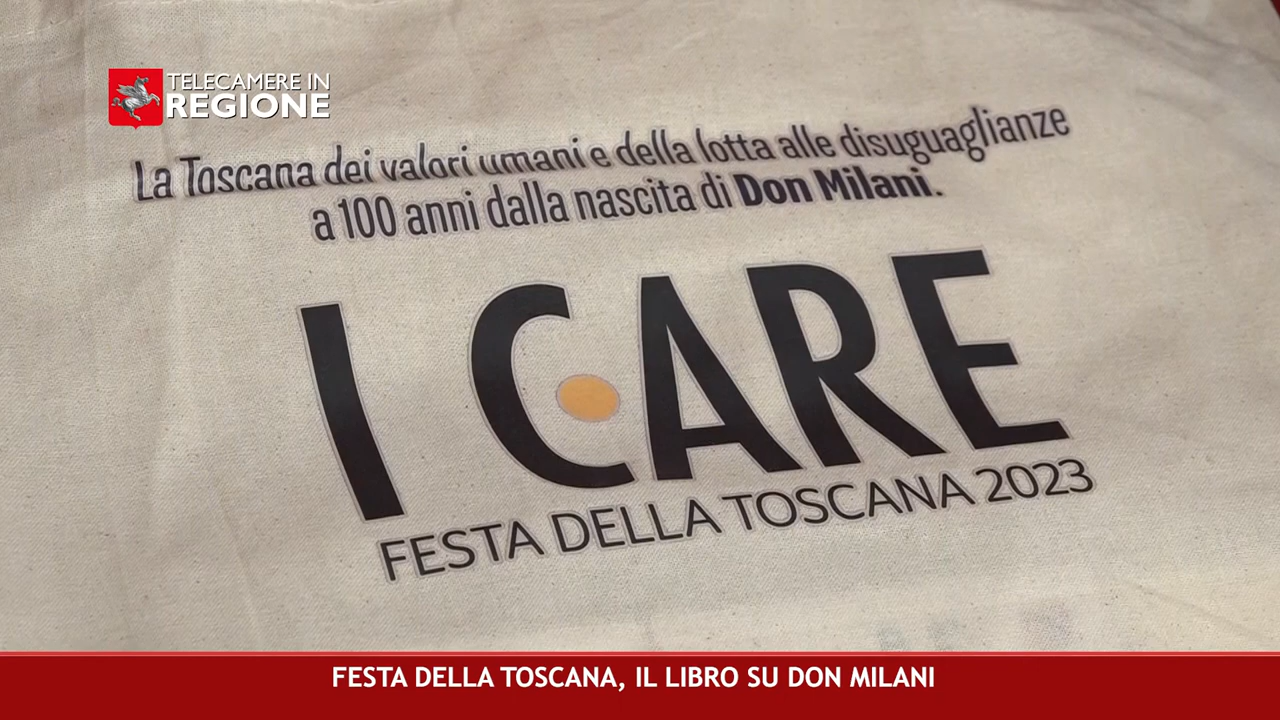 TELECAMERE IN
REGIONE
La Toscana dei valori umani e della lotta alle disuguaglianze
a 100 anni dalla nascita di Don Milani.
I CARE
FESTA DELLA TOSCANA 2023
FESTA DELLA TOSCANA, IL LIBRO SU DON MILANI